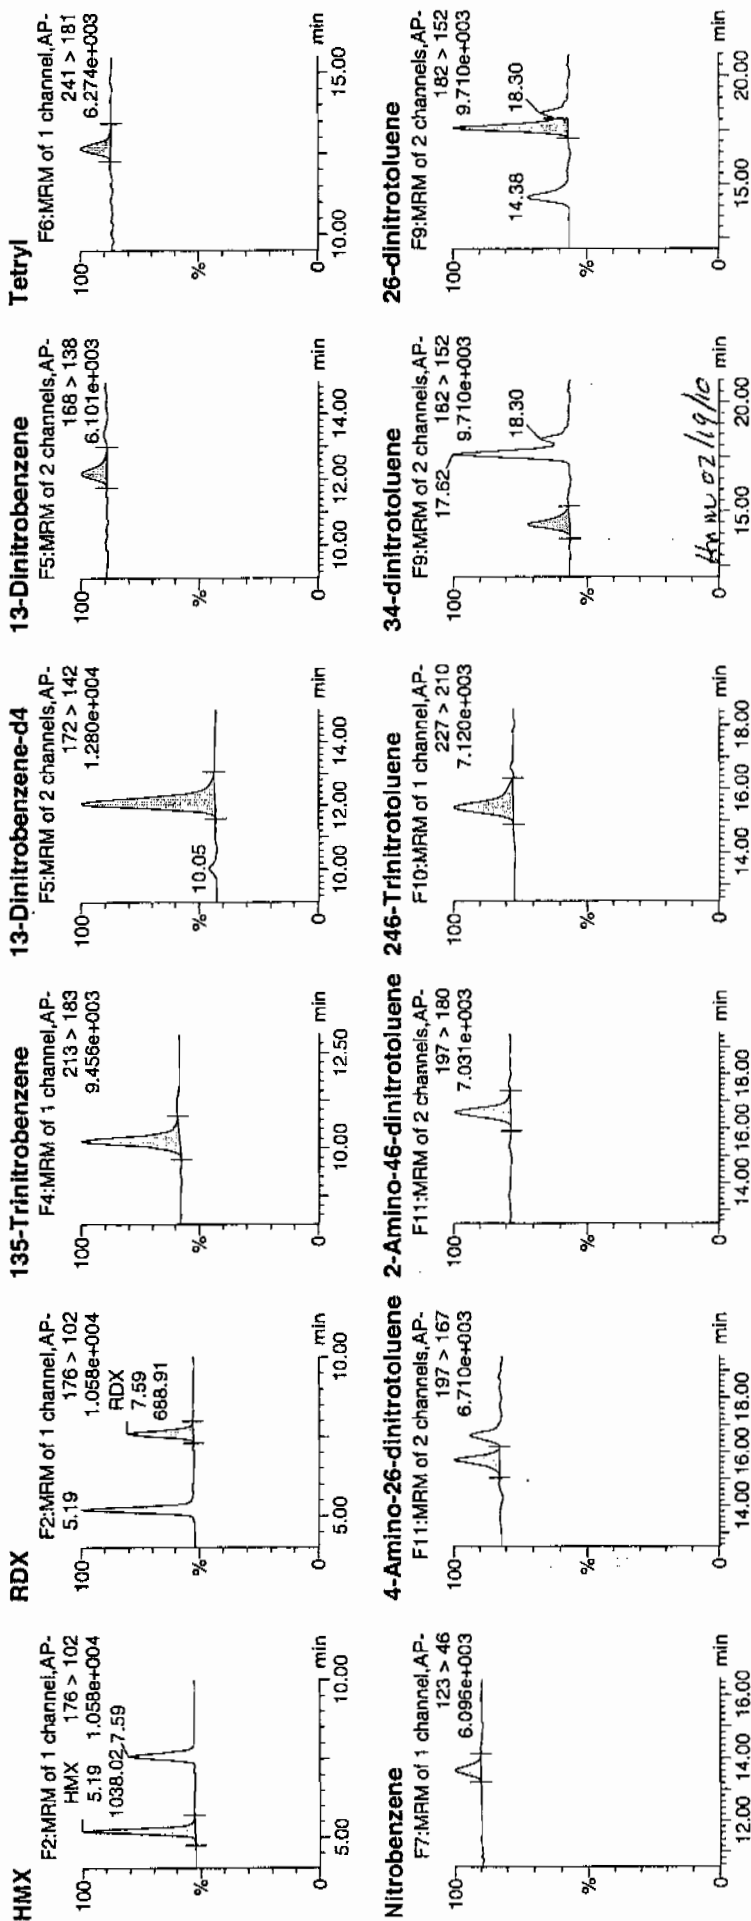 HMX
F2:MRM of 1 channel,AP-
176 > 102
1.058e+004
HMX
5.19
1038.02
7.59
100
%
0
5.00
10.00
min
RDX
F2:MRM of 1 channel,AP-
176 > 102
1.058e+004
5.19
RDX
7.59
688.91
100
%
0
5.00
10.00
min
135-Trinitrobenzene
F4:MRM of 1 channel,AP-
213 > 183
9.456e+003
100
%
0
10.00
12.50
min
13-Dinitrobenzene-d4
F5:MRM of 2 channels,AP-
172 > 142
1.280e+004
10.05
100
%
0
10.00
12.00
14.00
min
13-Dinitrobenzene
F5:MRM of 2 channels,AP-
168 > 138
6.101e+003
100
%
0
10.00
12.00
14.00
min
Tetryl
F6:MRM of 1 channel,AP-
241 > 181
6.274e+003
100
%
0
10.00
15.00
min
Nitrobenzene
F7:MRM of 1 channel,AP-
123 > 46
6.096e+003
100
%
0
12.00
14.00
16.00
min
4-Amino-26-dinitrotoluene
F11:MRM of 2 channels,AP-
197 > 167
6.710e+003
100
%
0
14.00
16.00
18.00
min
2-Amino-46-dinitrotoluene
F11:MRM of 2 channels,AP-
197 > 180
7.031e+003
100
%
0
14.00
16.00
18.00
min
246-Trinitrotoluene
F10:MRM of 1 channel,AP-
227 > 210
7.120e+003
100
%
0
14.00
16.00
18.00
min
34-dinitrotoluene
F9:MRM of 2 channels,AP-
182 > 152
9.710e+003
17.62
18.30
100
%
0
15.00
20.00
min
02/19/10
26-dinitrotoluene
F9:MRM of 2 channels,AP-
182 > 152
9.710e+003
14.38
18.30
100
%
0
15.00
20.00
min